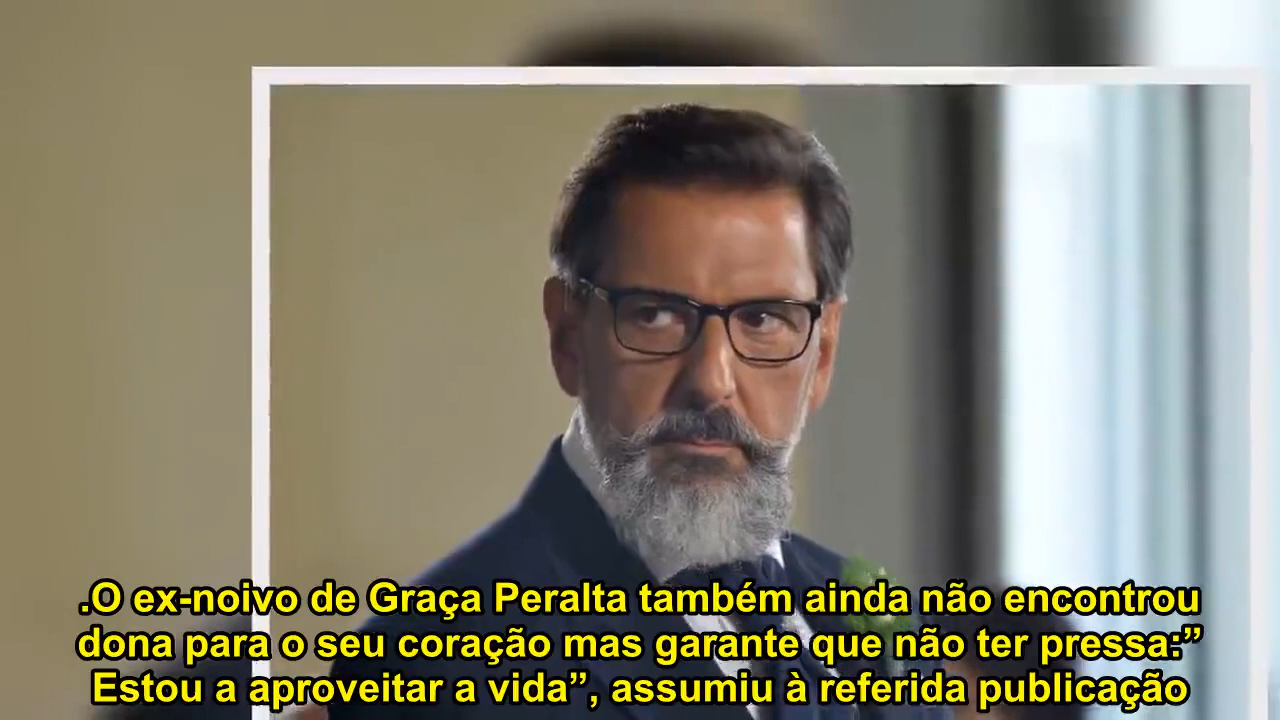 .O ex-noivo de Graça Peralta também ainda não encontrou
dona para o seu coração mas garante que não ter pressa:”
Estou a aproveitar a vida”, assumiu à referida publicação